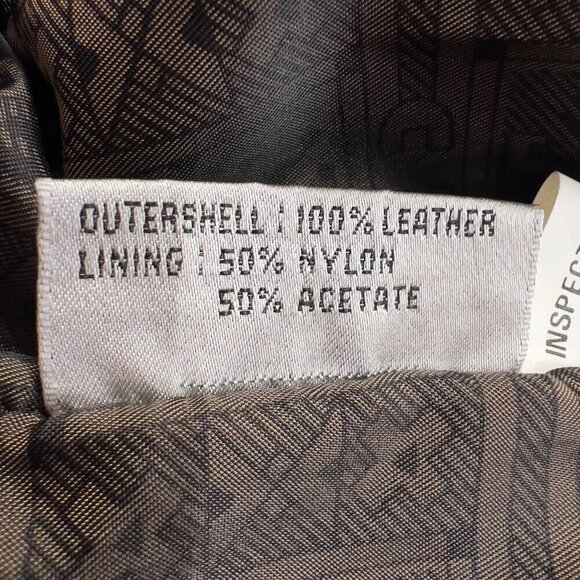 OUTERSHELL : 100% LEATHER
LINING : 50% NYLON
50% ACETATE
INSPECT